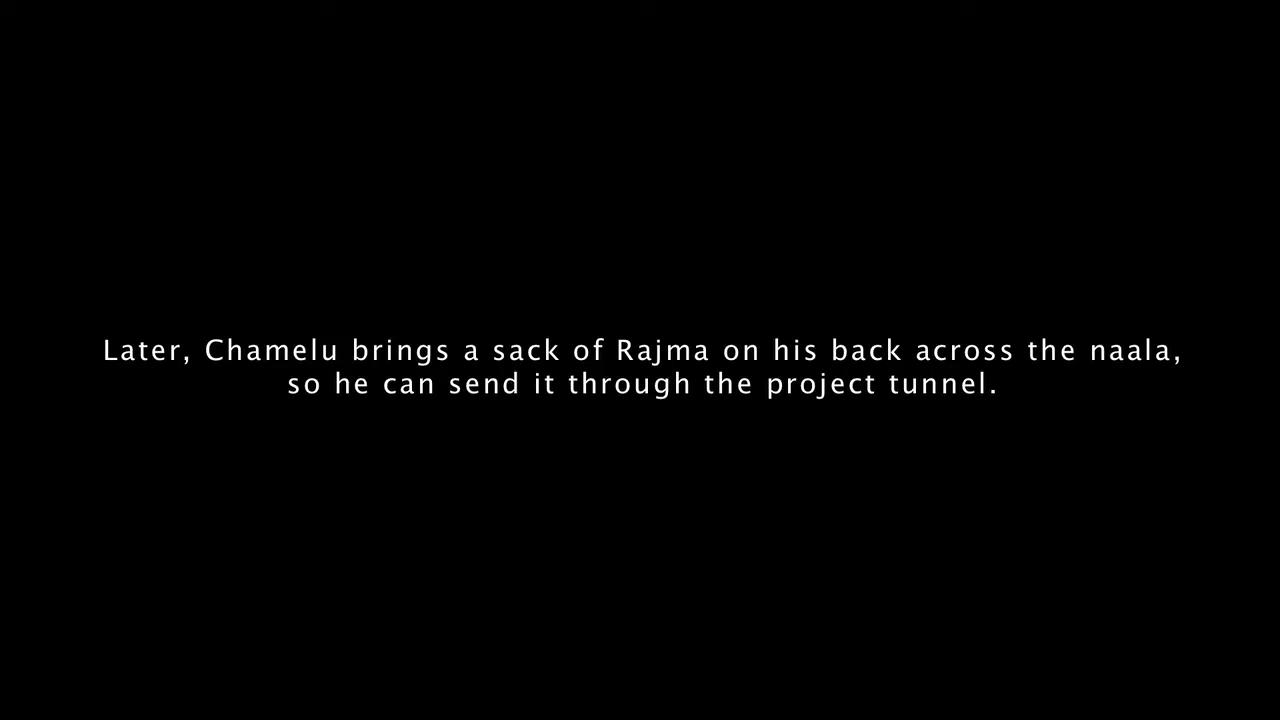 Later, Chamelu brings a sack of Rajma on his back across the naala,
so he can send it through the project tunnel.